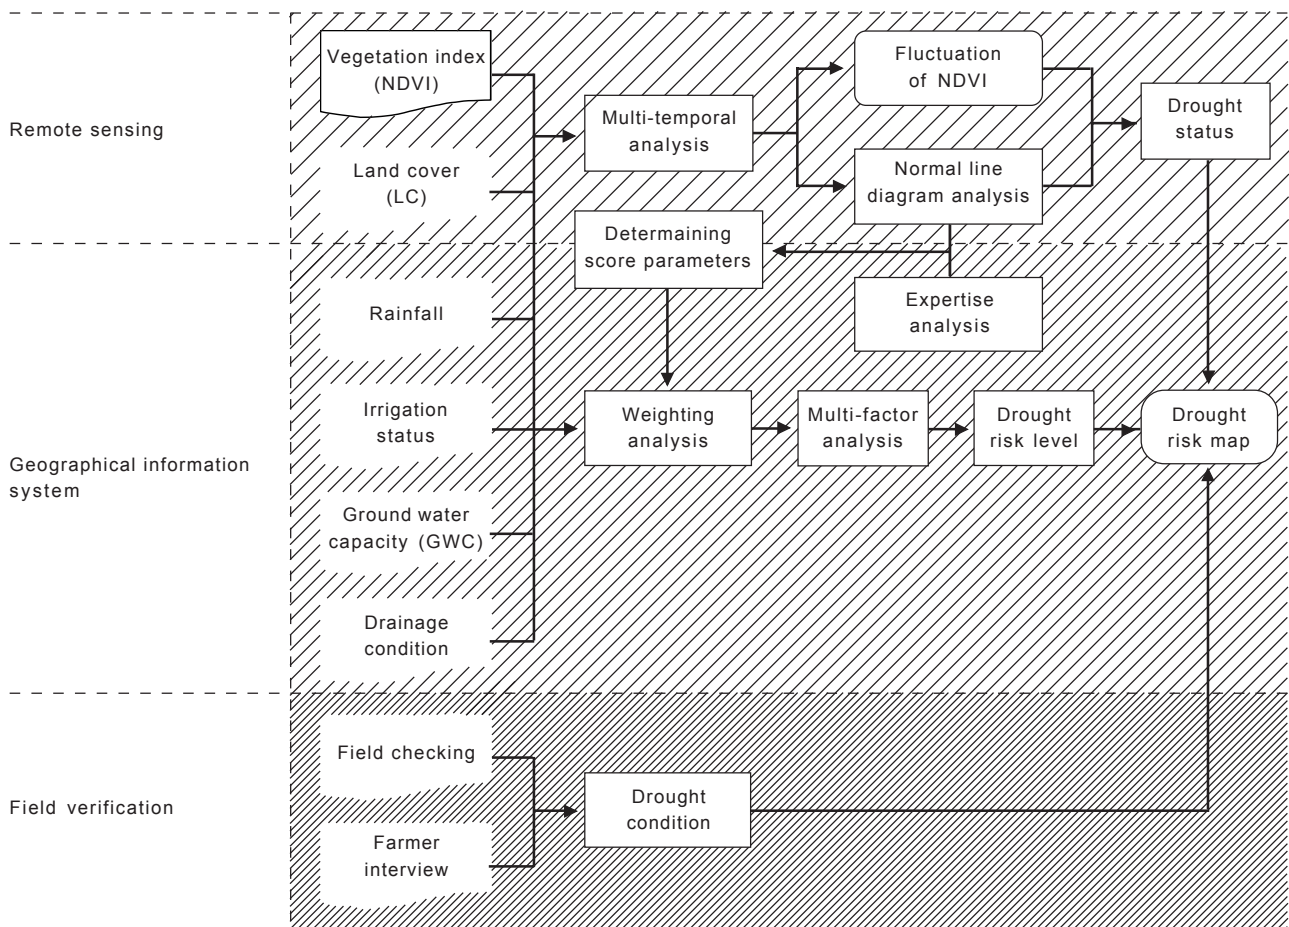 Remote sensing
Vegetation index
(NDVI)
Land cover
(LC)
Multi-temporal
analysis
Fluctuation
of NDVI
Normal line
diagram analysis
Drought
status
Determaining
score parameters
Expertise
analysis
Geographical information
system
Rainfall
Irrigation
status
Ground water
capacity (GWC)
Drainage
condition
Weighting
analysis
Multi-factor
analysis
Drought
risk level
Drought
risk map
Field verification
Field checking
Farmer
interview
Drought
condition